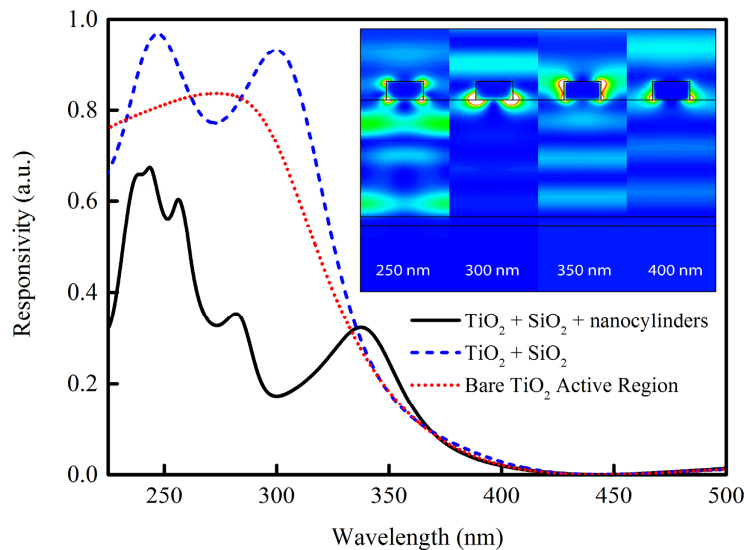 1.0
0.8
0.6
0.4
0.2
0.0
Responsivity (a.u.)
250 nm 300 nm 350 nm 400 nm
TiO₂ + SiO₂ + nanocylinders
TiO₂ + SiO₂
Bare TiO₂ Active Region
250 300 350 400 450 500
Wavelength (nm)